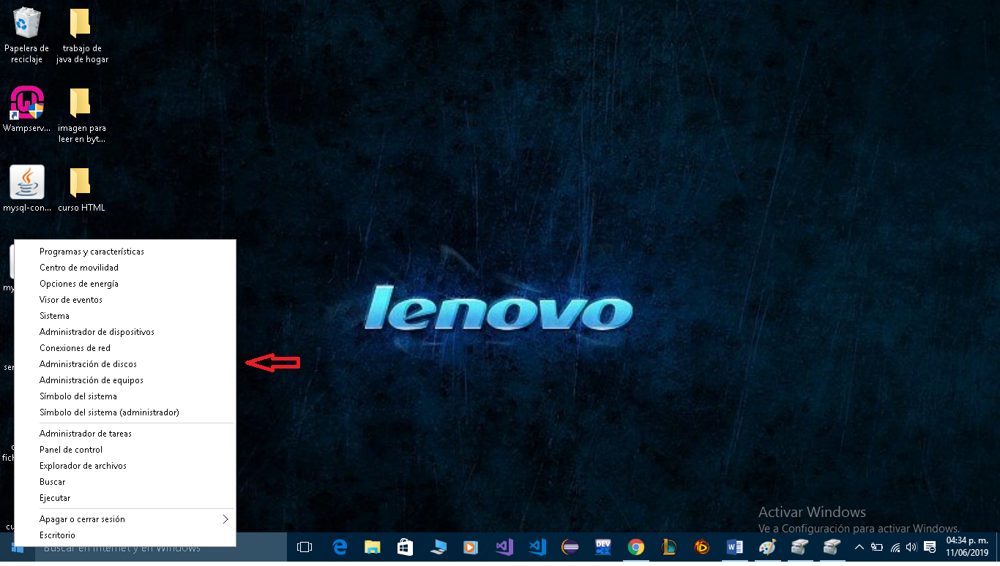 Papelera de
reciclaje
trabajo de
java de hogar
Wampserv...
imagen para
leer en byt...
mysql-con...
curso HTML
Programas y características
Centro de movilidad
Opciones de energía
Visor de eventos
Sistema
Administrador de dispositivos
Conexiones de red
Administración de discos
Administración de equipos
Símbolo del sistema
Símbolo del sistema (administrador)
Administrador de tareas
Panel de control
Explorador de archivos
Buscar
Ejecutar
Apagar o cerrar sesión
Escritorio
lenovo
Activar Windows
Ve a Configuración para activar Windows.
Buscar en Internet y en Windows
DEV
04:34 p. m.
11/06/2019